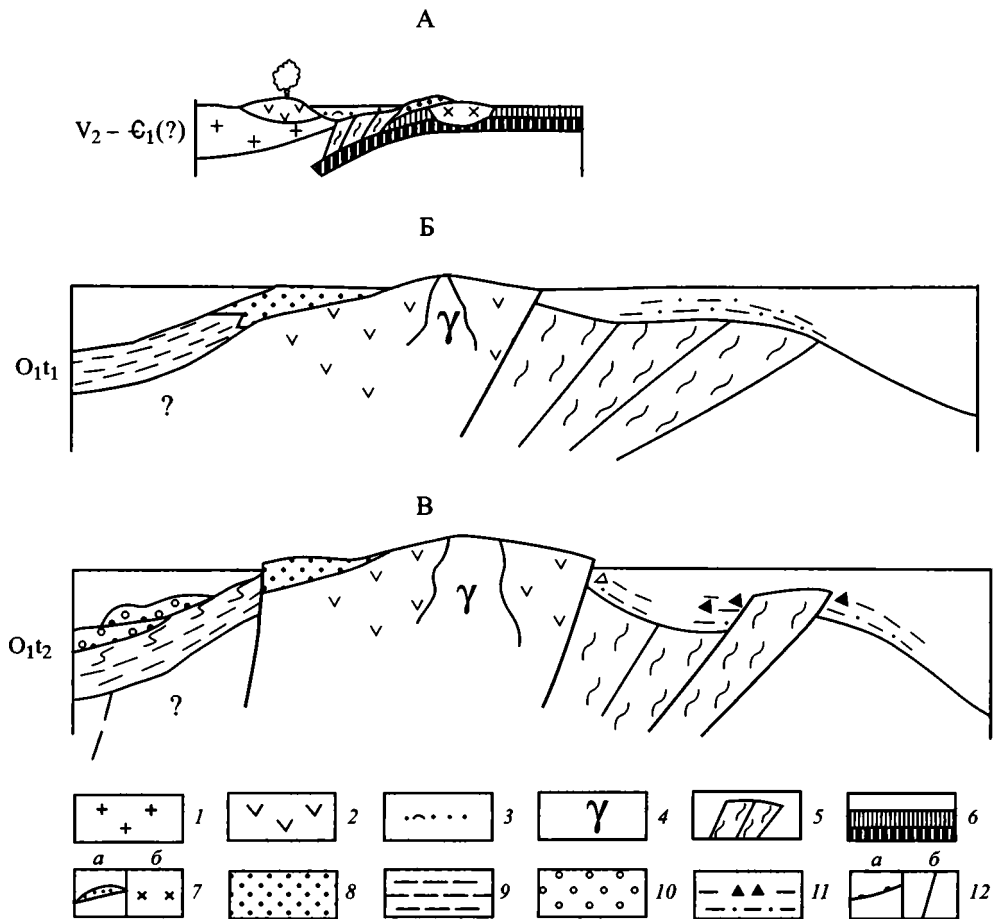 А
V₂ – Є₁(?)
Б
γ
O₁t₁
?
В
γ
O₁t₂
?
1 2 3 γ 4 5 6
а б а б
7 8 9 10 11 12